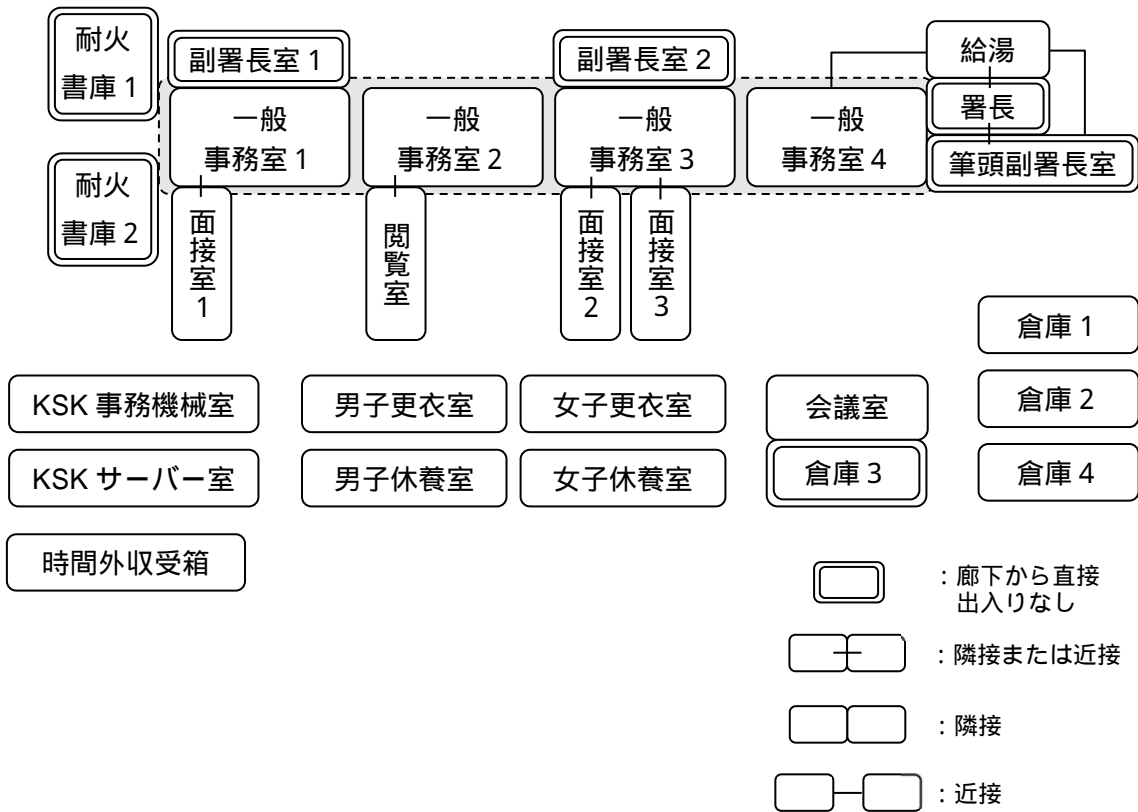 耐火
書庫 1
副署長室 1
副署長室 2
給湯
署長
筆頭副署長室
一般
事務室 1
一般
事務室 2
一般
事務室 3
一般
事務室 4
耐火
書庫 2
面接室1
閲覧室
面接室2
面接室3
倉庫 1
KSK 事務機械室
男子更衣室
女子更衣室
会議室
倉庫 2
KSK サーバー室
男子休養室
女子休養室
倉庫 3
倉庫 4
時間外収受箱
：廊下から直接
出入りなし
：隣接または近接
：隣接
：近接